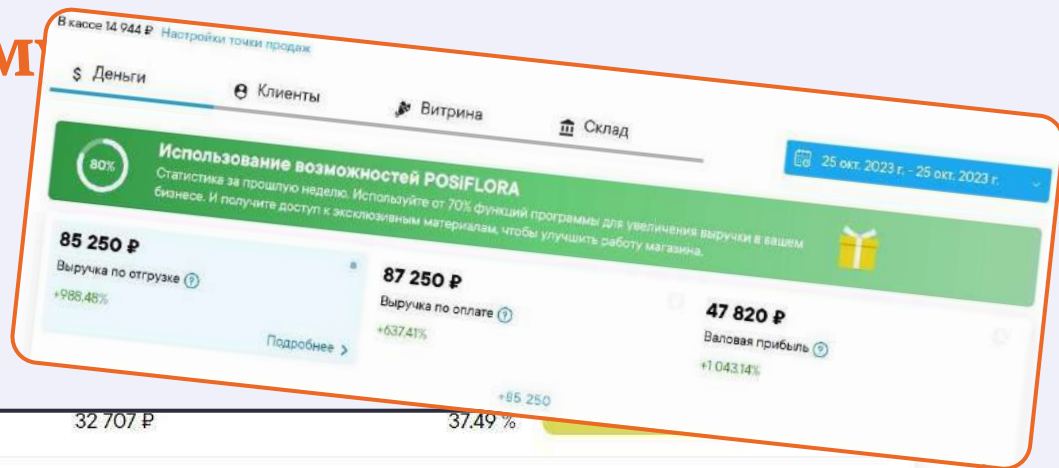 м
В кассе 14 944 ₽ Настройки точки продаж
$ Деньги
Клиенты
Витрина
Склад
25 окт. 2023 г. - 25 окт. 2023 г.
80%
Использование возможностей POSIFLORA
Статистика за прошлую неделю. Используйте от 70% функций программы для увеличения выручки в вашем
бизнесе. И получите доступ к эксклюзивным материалам, чтобы улучшить работу магазина.
85 250 ₽
Выручка по отгрузке ?
+988,48%
Подробнее >
87 250 ₽
Выручка по оплате ?
+637,41%
47 820 ₽
Валовая прибыль ?
+1 043,14%
+85 250
32 707 ₽
37.49 %